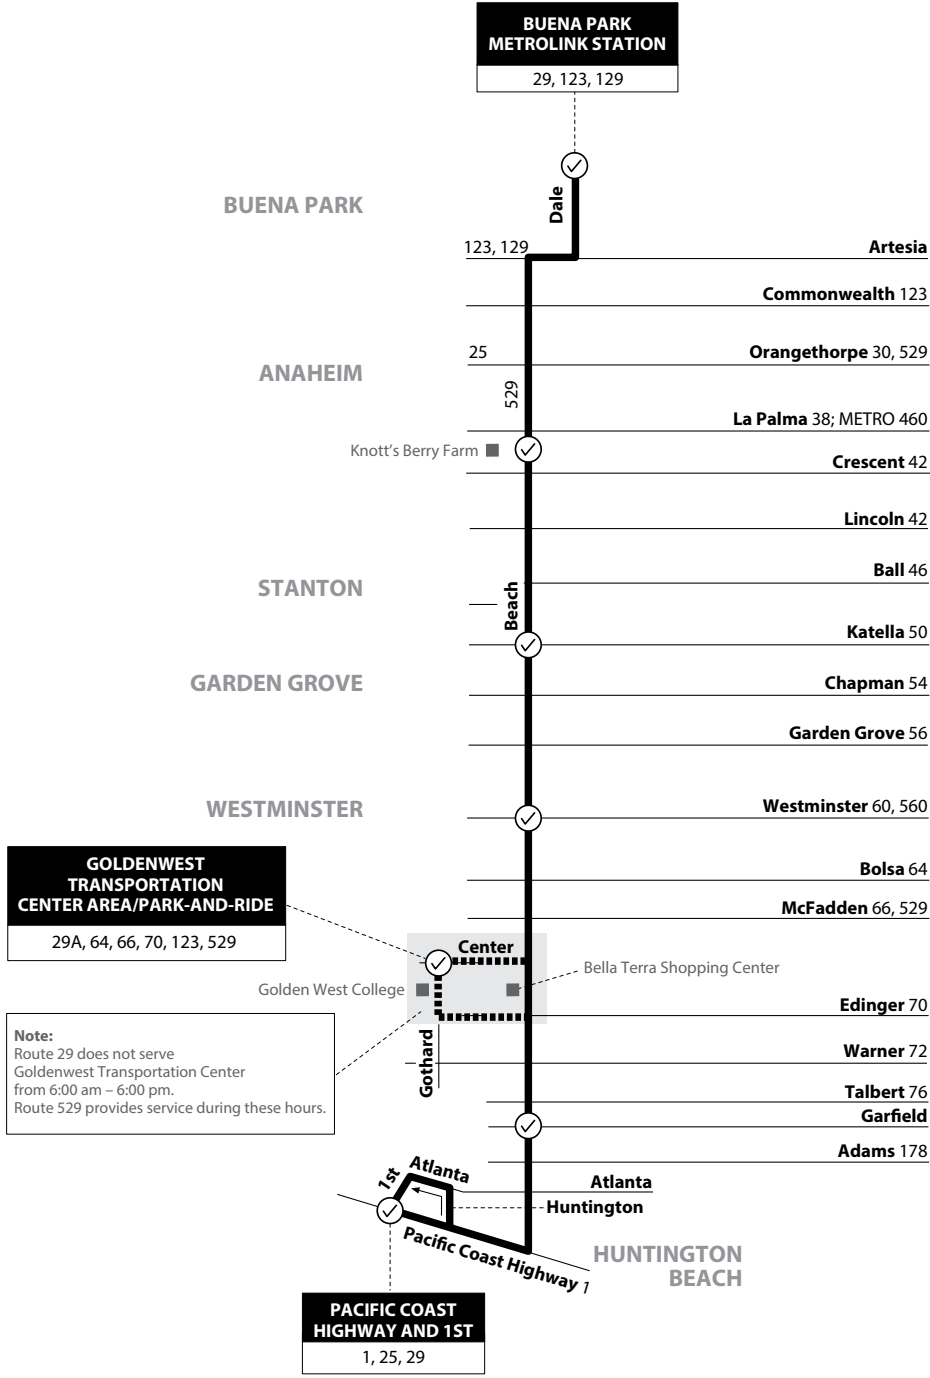 BUENA PARK
METROLINK STATION
29, 123, 129
Dale
BUENA PARK
123, 129
Artesia
Commonwealth 123
25
Orangethorpe 30, 529
ANAHEIM
529
La Palma 38; METRO 460
Knott's Berry Farm
Crescent 42
Lincoln 42
Ball 46
STANTON
Beach
Katella 50
GARDEN GROVE
Chapman 54
Garden Grove 56
WESTMINSTER
Westminster 60, 560
GOLDENWEST
TRANSPORTATION
CENTER AREA/PARK-AND-RIDE
29A, 64, 66, 70, 123, 529
Bolsa 64
McFadden 66, 529
Center
Bella Terra Shopping Center
Golden West College
Edinger 70
Note:
Route 29 does not serve
Goldenwest Transportation Center
from 6:00 am – 6:00 pm.
Route 529 provides service during these hours.
Gothard
Warner 72
Talbert 76
Garfield
Adams 178
1st
Atlanta
Atlanta
Huntington
Pacific Coast Highway 1
HUNTINGTON
BEACH
PACIFIC COAST
HIGHWAY AND 1ST
1, 25, 29